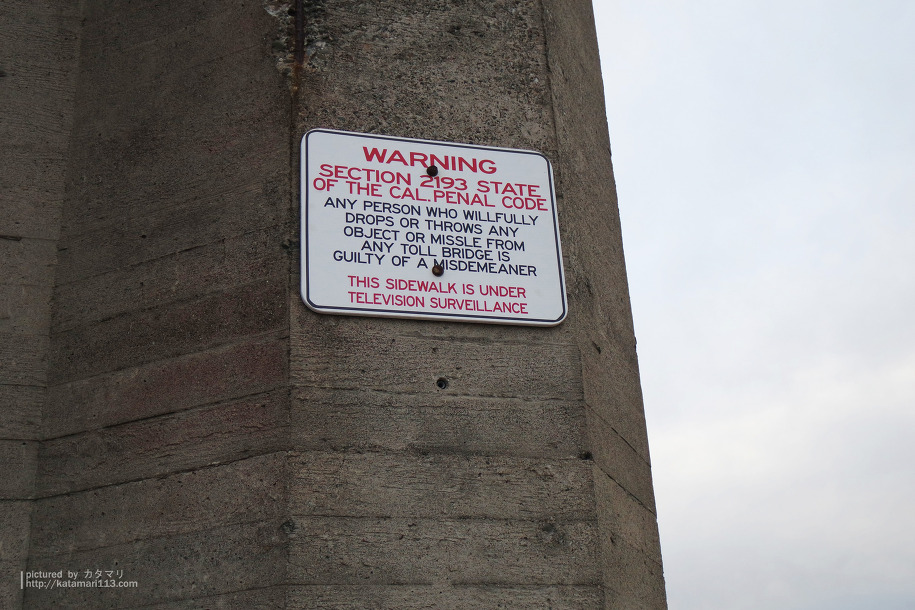 WARNING
SECTION 2193 STATE
OF THE CAL.PENAL CODE
ANY PERSON WHO WILLFULLY
DROPS OR THROWS ANY
OBJECT OR MISSLE FROM
ANY TOLL BRIDGE IS
GUILTY OF A MISDEMEANER
THIS SIDEWALK IS UNDER
TELEVISION SURVEILLANCE
pictured by カタマリ
http://katamari113.com